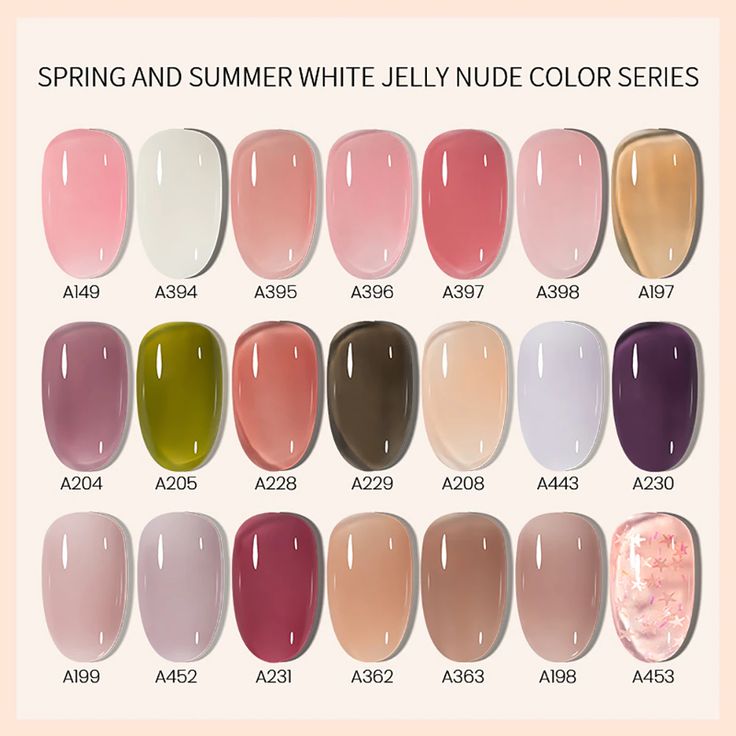 SPRING AND SUMMER WHITE JELLY NUDE COLOR SERIES
A149 A394 A395 A396 A397 A398 A197
A204 A205 A228 A229 A208 A443 A230
A199 A452 A231 A362 A363 A198 A453